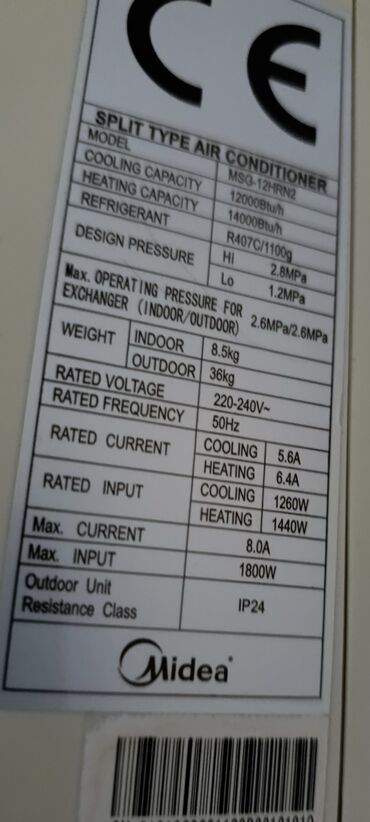 CE
SPLIT TYPE AIR CONDITIONER
MODEL MSG-12HRN2
COOLING CAPACITY 12000Btu/h
HEATING CAPACITY 14000Btu/h
REFRIGERANT R407C/1100g
DESIGN PRESSURE Hi 2.8MPa
Lo 1.2MPa
Max. OPERATING PRESSURE FOR
EXCHANGER (INDOOR/OUTDOOR) 2.6MPa/2.6MPa
WEIGHT INDOOR 8.5kg
OUTDOOR 36kg
RATED VOLTAGE 220-240V~
RATED FREQUENCY 50Hz
RATED CURRENT COOLING 5.6A
HEATING 6.4A
RATED INPUT COOLING 1260W
HEATING 1440W
Max. CURRENT 8.0A
Max. INPUT 1800W
Outdoor Unit
Resistance Class IP24
Midea